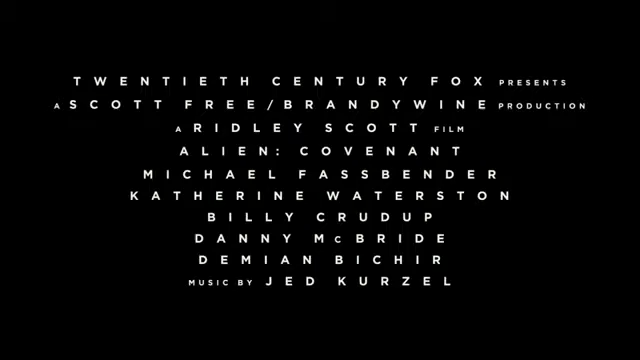 TWENTIETH CENTURY FOX PRESENTS
A SCOTT FREE/BRANDYWINE PRODUCTION
A RIDLEY SCOTT FILM
ALIEN: COVENANT
MICHAEL FASSBENDER
KATHERINE WATERSTON
BILLY CRUDUP
DANNY McBRIDE
DEMIAN BICHIR
MUSIC BY JED KURZEL